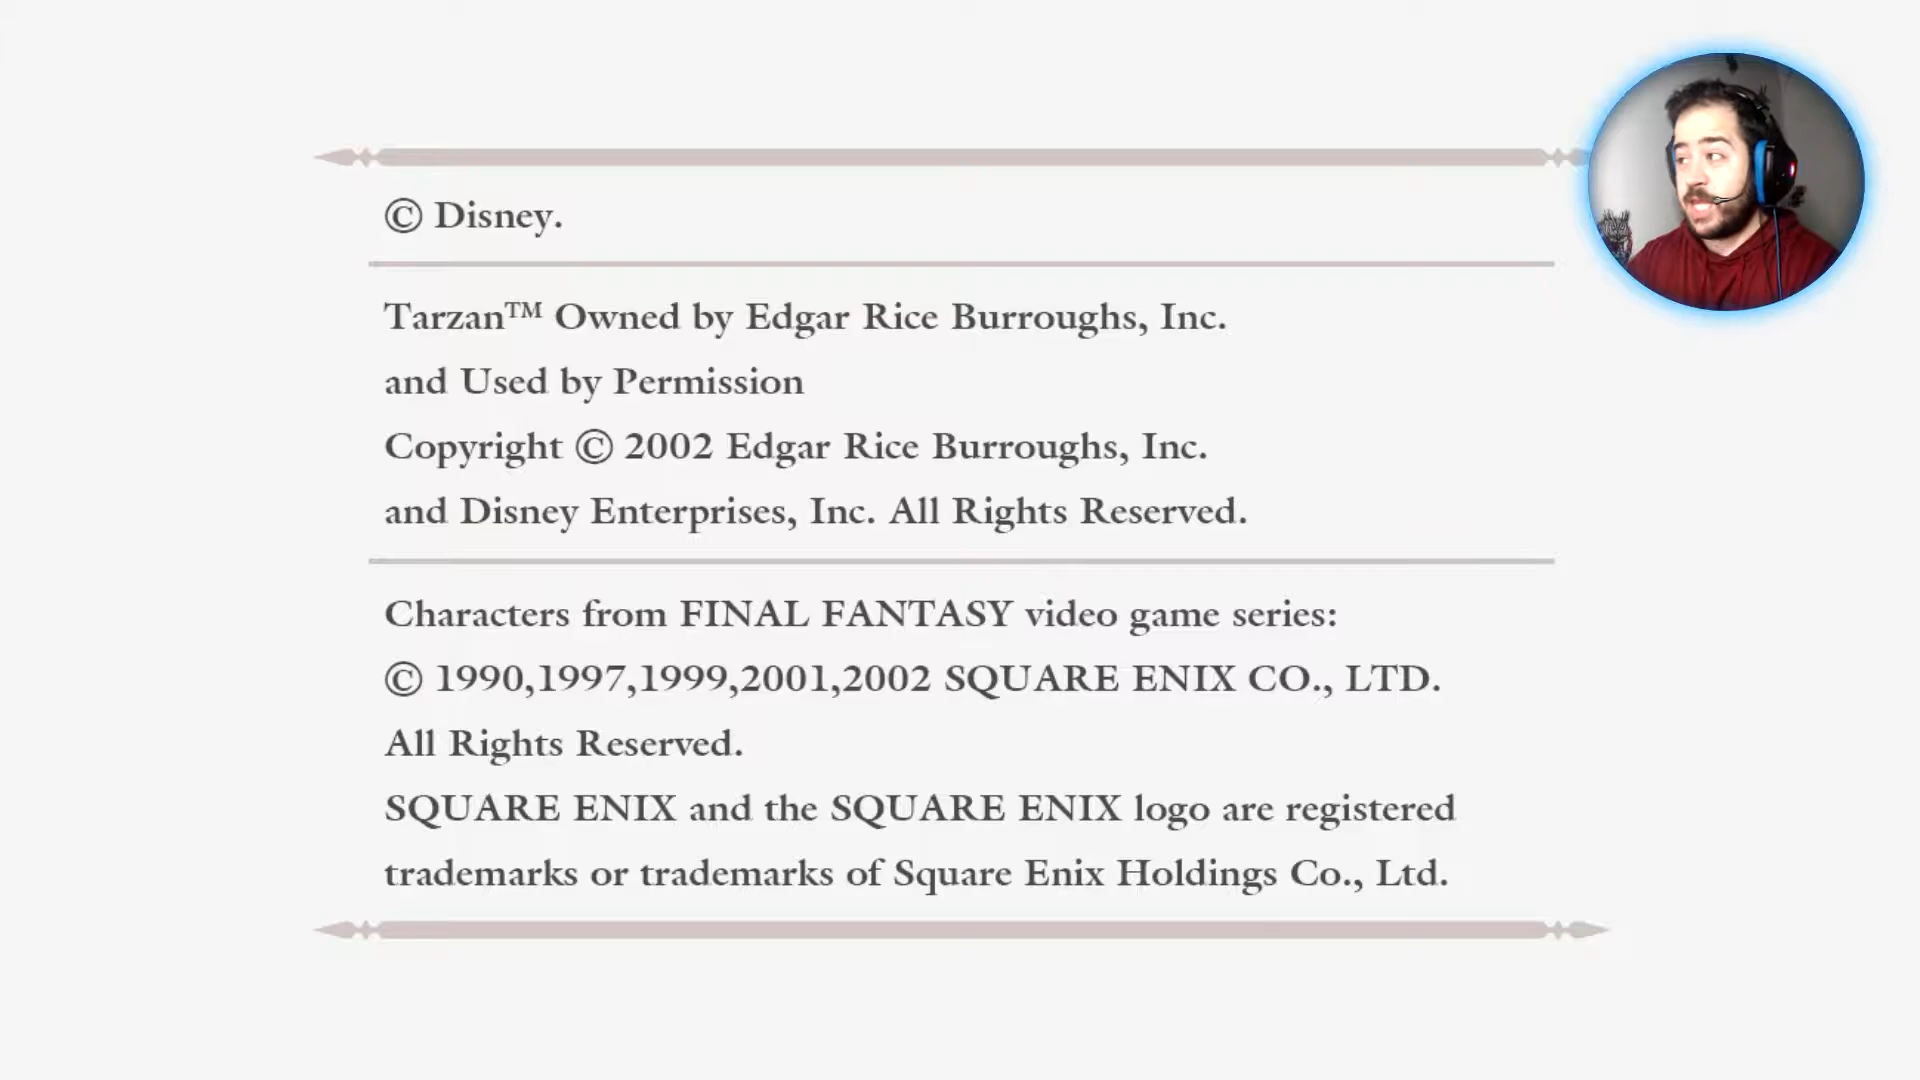 © Disney.
Tarzan™ Owned by Edgar Rice Burroughs, Inc.
and Used by Permission
Copyright © 2002 Edgar Rice Burroughs, Inc.
and Disney Enterprises, Inc. All Rights Reserved.
Characters from FINAL FANTASY video game series:
© 1990,1997,1999,2001,2002 SQUARE ENIX CO., LTD.
All Rights Reserved.
SQUARE ENIX and the SQUARE ENIX logo are registered
trademarks or trademarks of Square Enix Holdings Co., Ltd.